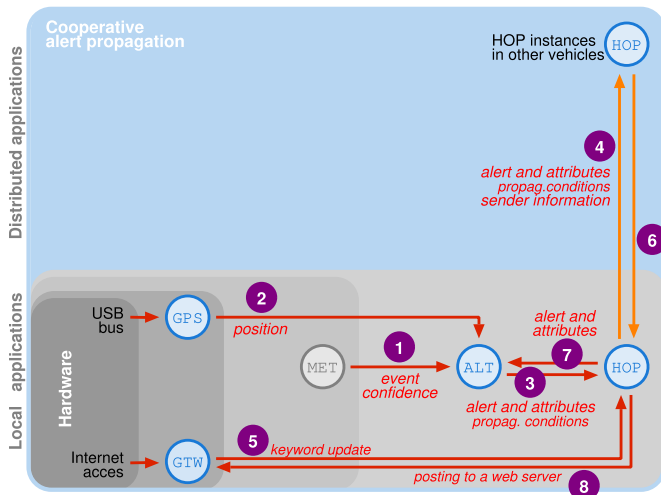 Cooperative
alert propagation
HOP instances
in other vehicles
HOP
Distributed applications
4
alert and attributes
propag.conditions
sender information
6
USB
bus
GPS
2
position
alert and
attributes
1
7
MET
ALT
HOP
event
confidence
3
alert and attributes
propag. conditions
Local applications
Hardware
Internet
acces
GTW
5
keyword update
posting to a web server
8